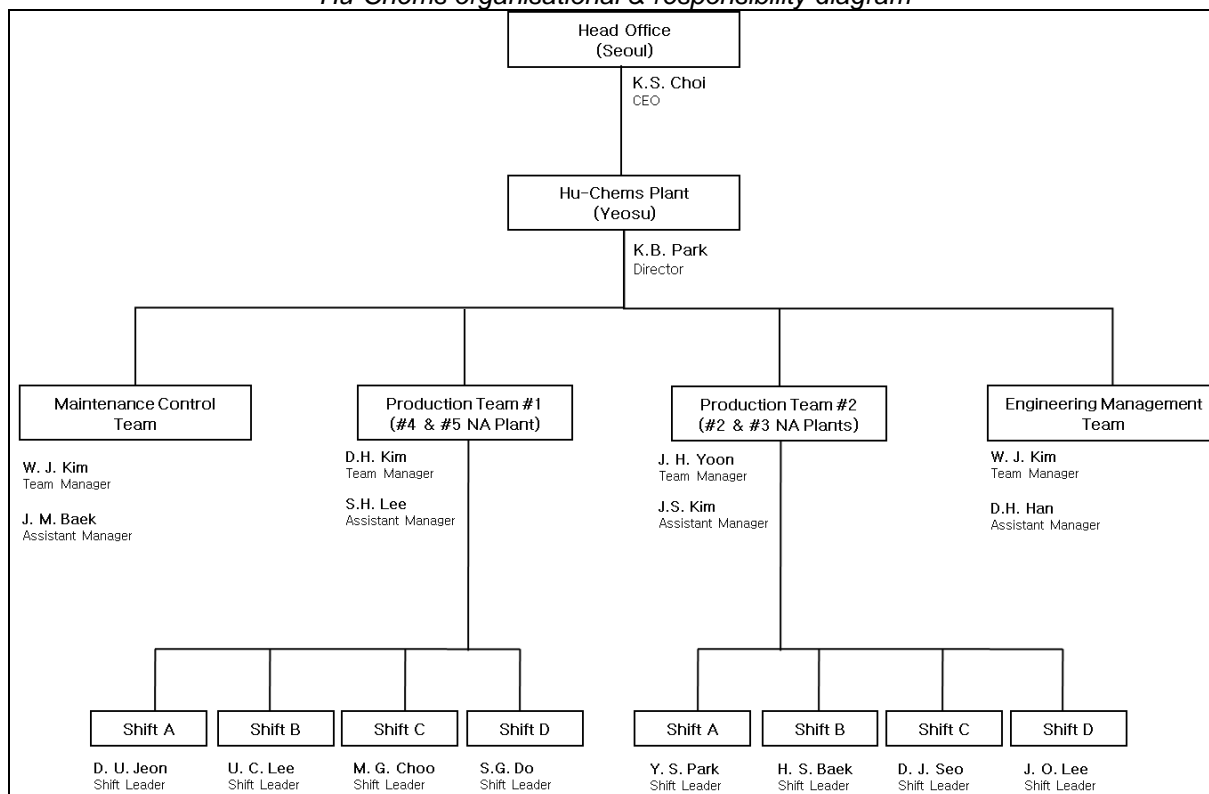 Hu-Chems organisational & responsibility diagram
Head Office
(Seoul)
K.S. Choi
CEO
Hu-Chems Plant
(Yeosu)
K.B. Park
Director
Maintenance Control
Team
W. J. Kim
Team Manager
J. M. Baek
Assistant Manager
Production Team #1
(#4 & #5 NA Plant)
D.H. Kim
Team Manager
S.H. Lee
Assistant Manager
Production Team #2
(#2 & #3 NA Plants)
J. H. Yoon
Team Manager
J.S. Kim
Assistant Manager
Engineering Management
Team
W. J. Kim
Team Manager
D.H. Han
Assistant Manager
Shift A
D. U. Jeon
Shift Leader
Shift B
U. C. Lee
Shift Leader
Shift C
M. G. Choo
Shift Leader
Shift D
S.G. Do
Shift Leader
Shift A
Y. S. Park
Shift Leader
Shift B
H. S. Baek
Shift Leader
Shift C
D. J. Seo
Shift Leader
Shift D
J. O. Lee
Shift Leader